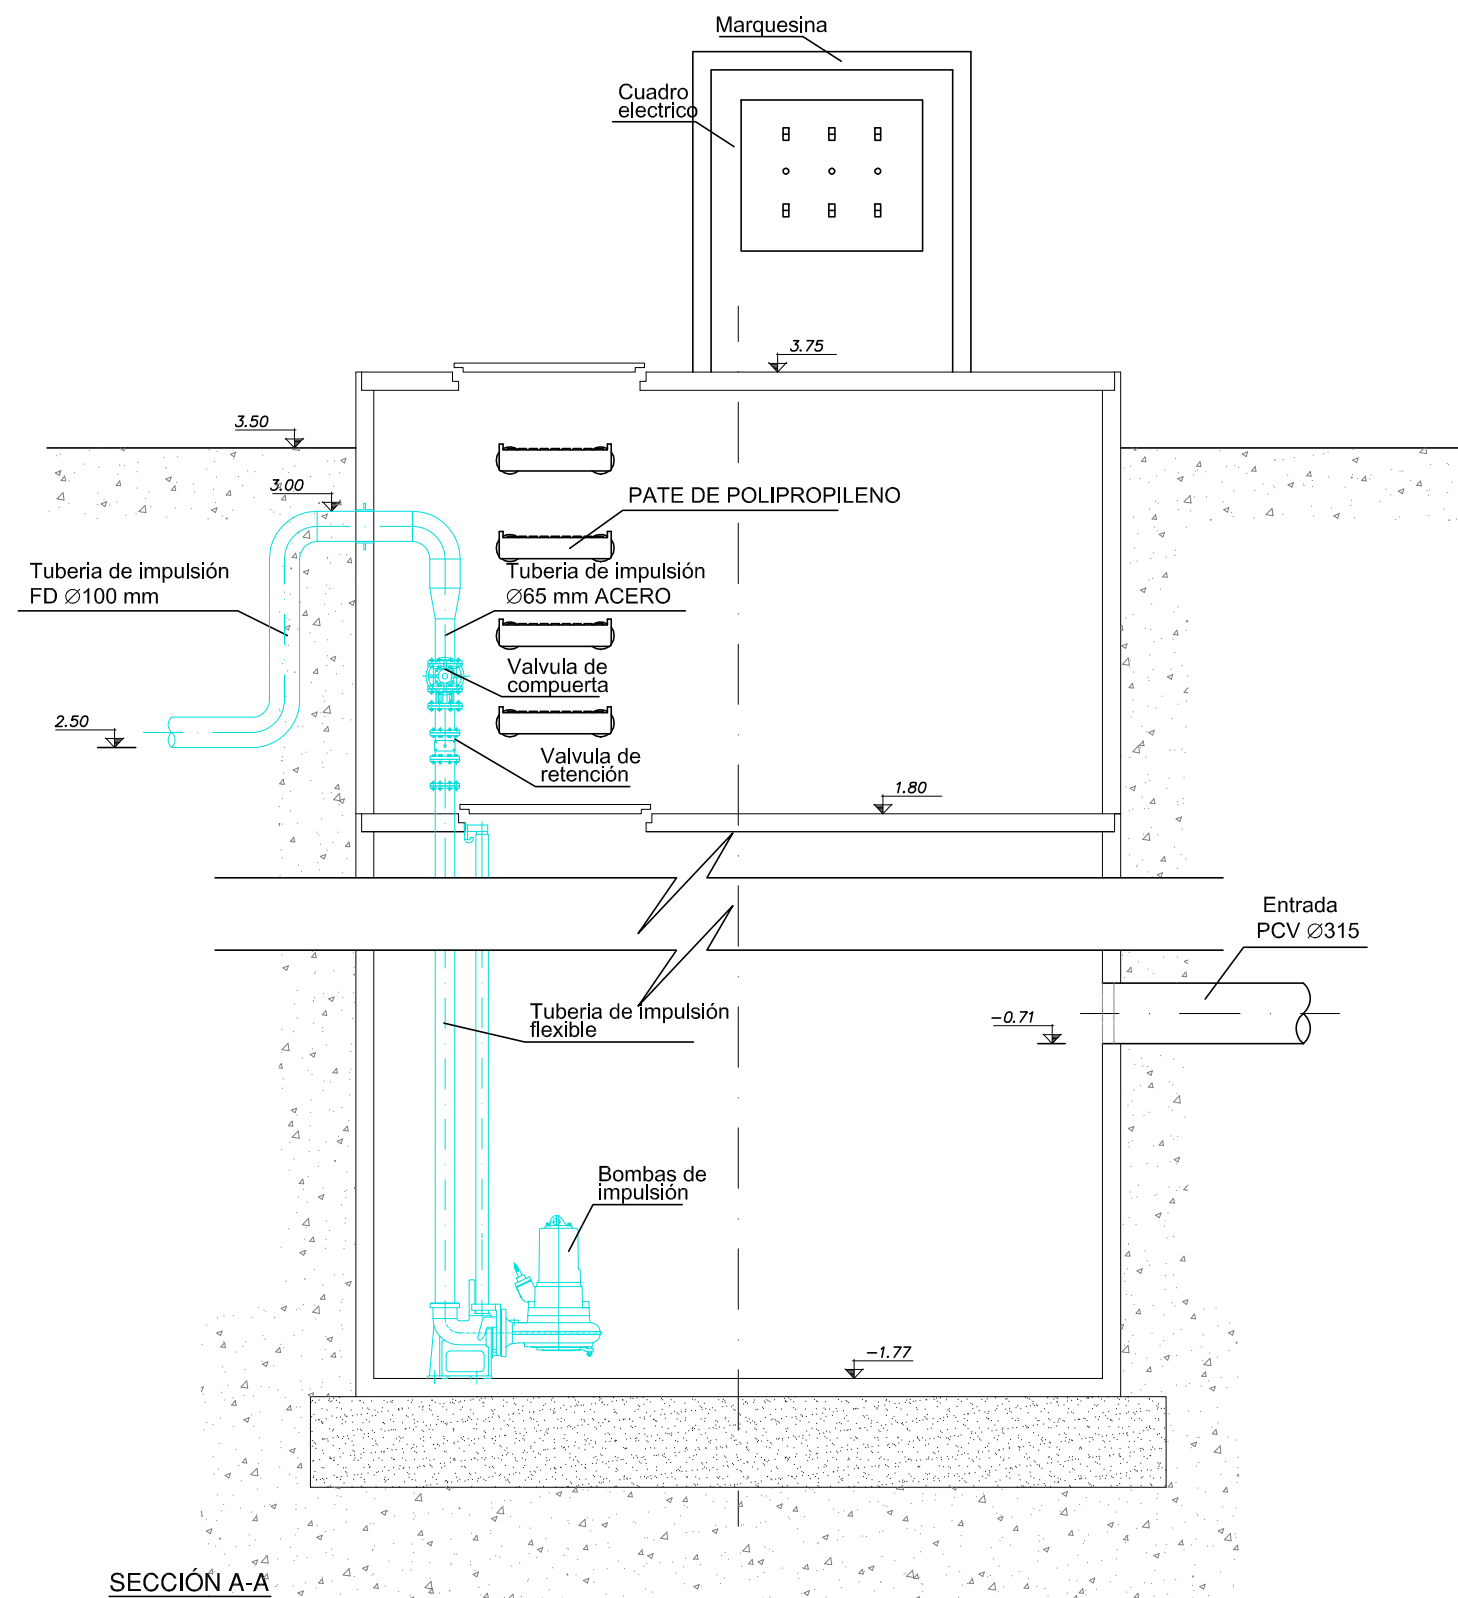 Marquesina
Cuadro
electrico
3.75
3.50
3.00
PATE DE POLIPROPILENO
Tuberia de impulsión
FD ∅100 mm
Tuberia de impulsión
∅65 mm ACERO
Valvula de
compuerta
2.50
Valvula de
retención
1.80
Entrada
PCV ∅315
Tuberia de impulsión
flexible
-0.71
Bombas de
impulsión
-1.77
SECCIÓN A-A